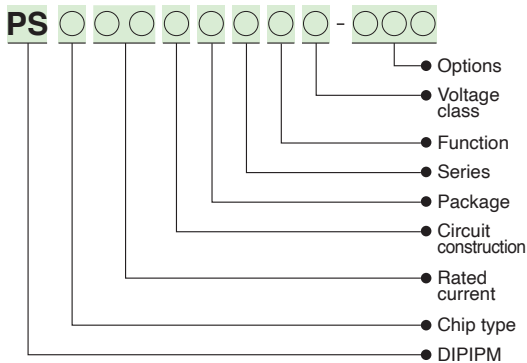 PS ○ ○○ ○ ○ ○ ○ ○ - ○○○
Options
Voltage
class
Function
Series
Package
Circuit
construction
Rated
current
Chip type
DIPIPM